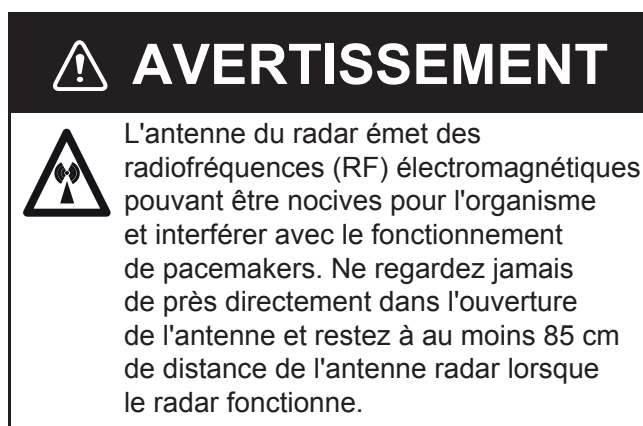 AVERTISSEMENT
L'antenne du radar émet des
radiofréquences (RF) électromagnétiques
pouvant être nocives pour l'organisme
et interférer avec le fonctionnement
de pacemakers. Ne regardez jamais
de près directement dans l'ouverture
de l'antenne et restez à au moins 85 cm
de distance de l'antenne radar lorsque
le radar fonctionne.